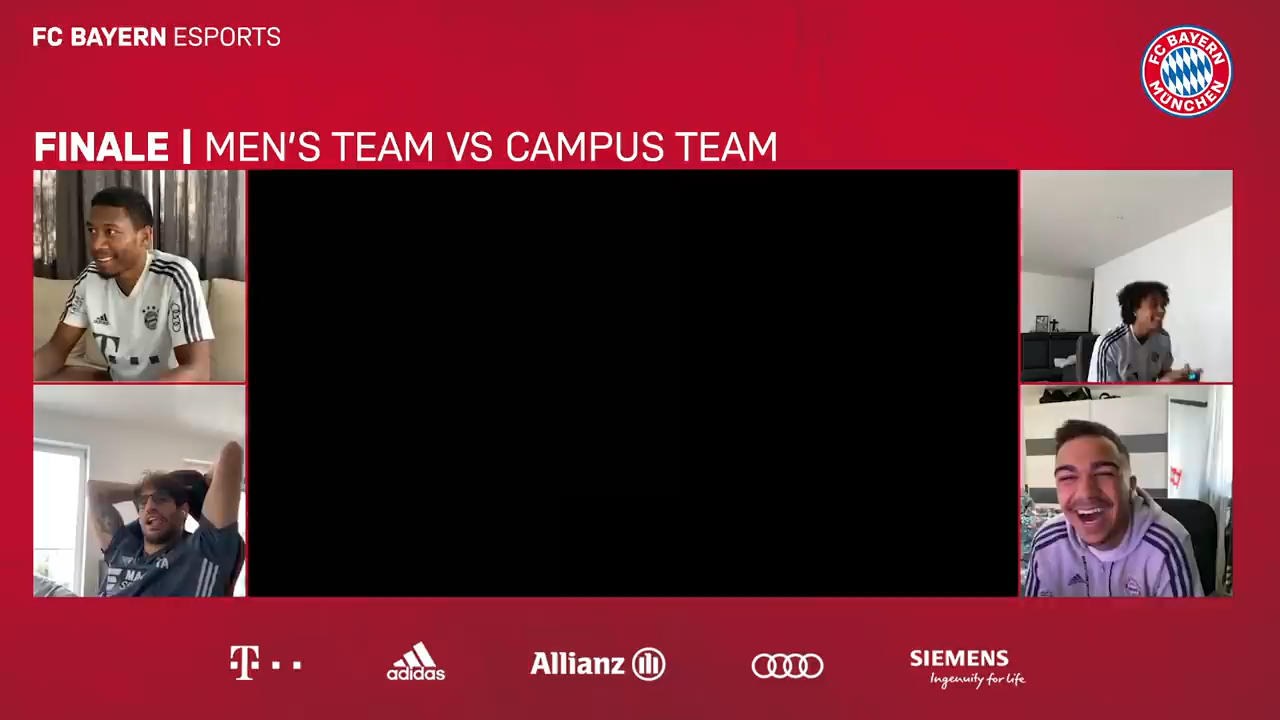 FC BAYERN ESPORTS
FC BAYERN
MÜNCHEN
FINALE | MEN'S TEAM VS CAMPUS TEAM
T
adidas
Allianz
SIEMENS
Ingenuity for life